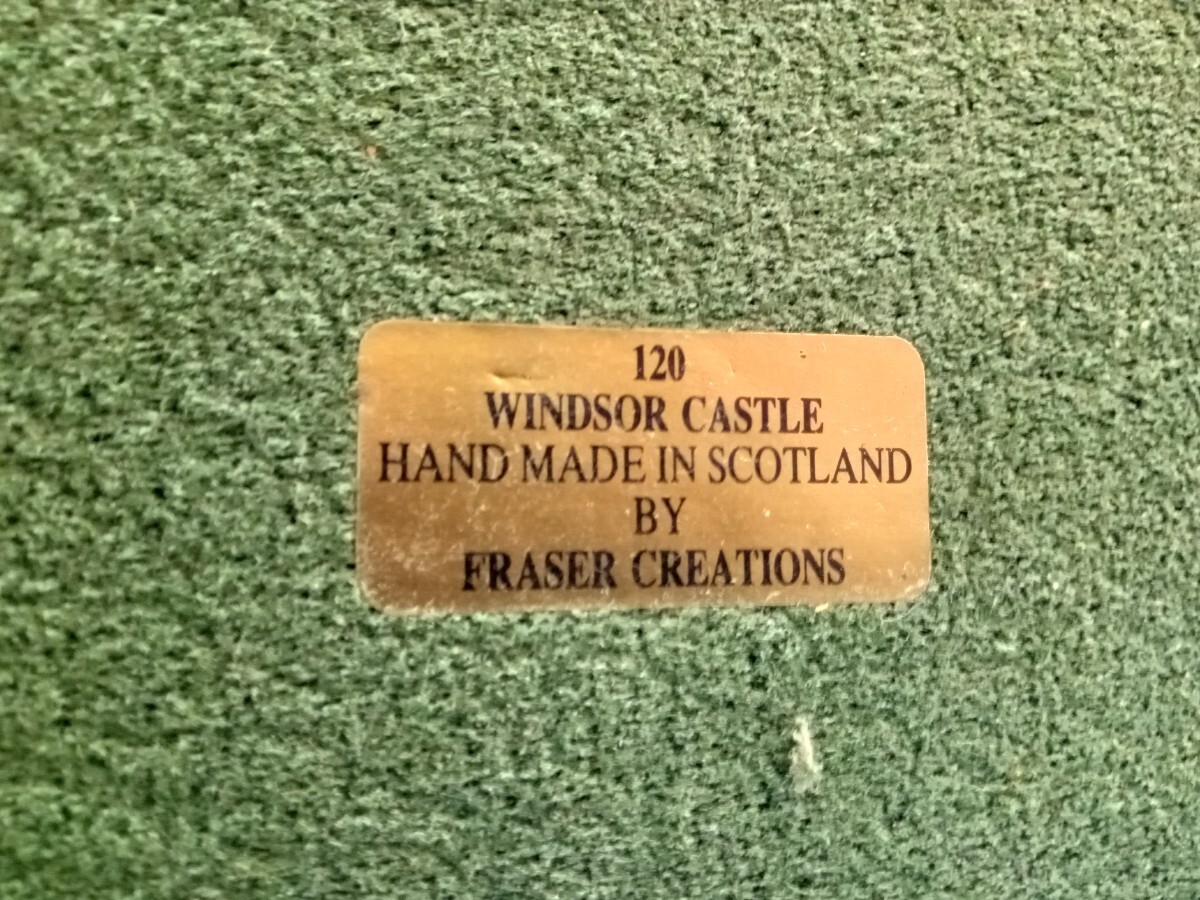 120
WINDSOR CASTLE
HAND MADE IN SCOTLAND
BY
FRASER CREATIONS